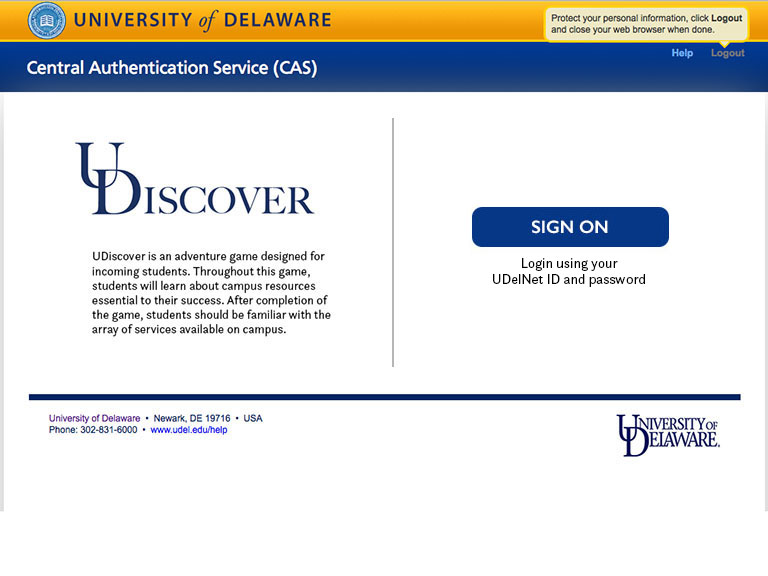 UNIVERSITY of DELAWARE
Protect your personal information, click Logout
and close your web browser when done.
Help Logout
Central Authentication Service (CAS)
UDISCOVER
UDiscover is an adventure game designed for
incoming students. Throughout this game,
students will learn about campus resources
essential to their success. After completion of
the game, students should be familiar with the
array of services available on campus.
SIGN ON
Login using your
UDelNet ID and password
University of Delaware • Newark, DE 19716 • USA
Phone: 302-831-6000 • www.udel.edu/help
UNIVERSITY OF
DELAWARE.